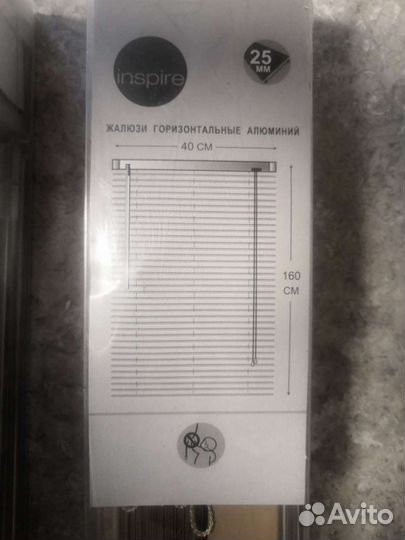 inspire
25
ММ
ЖАЛЮЗИ ГОРИЗОНТАЛЬНЫЕ АЛЮМИНИЙ
40 СМ
160
СМ
Avito